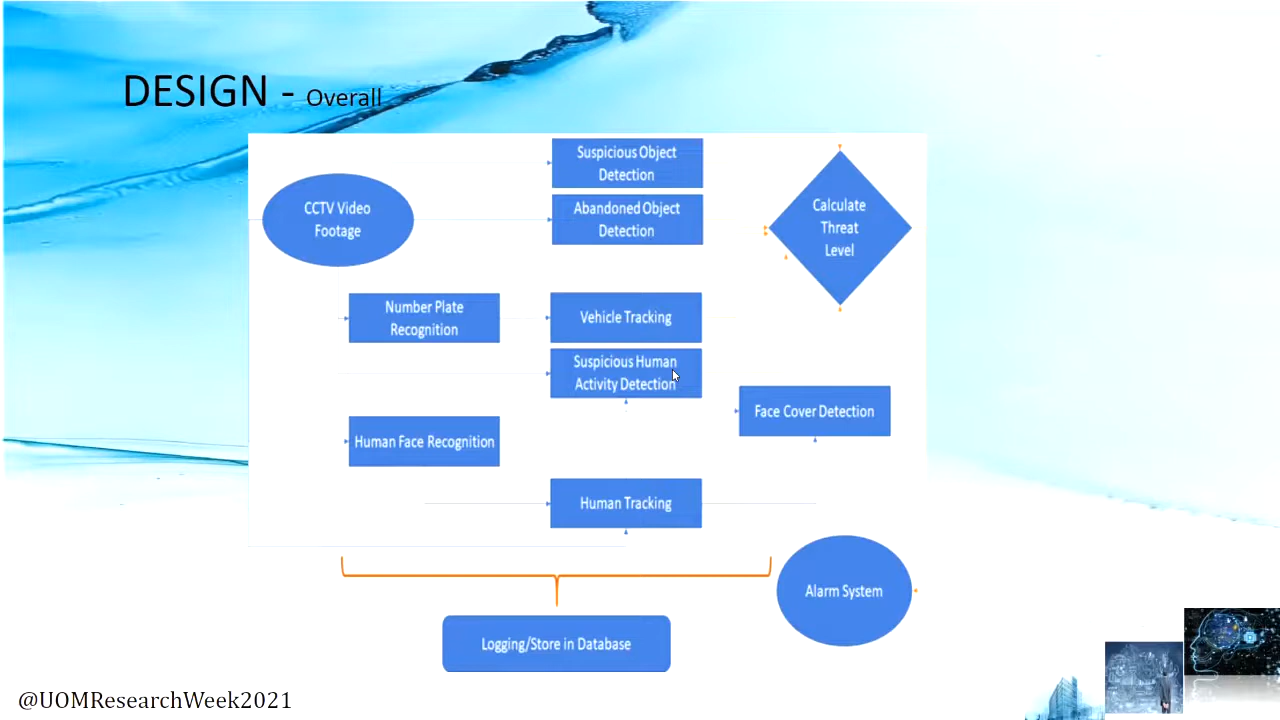 DESIGN - Overall
Suspicious Object
Detection
CCTV Video
Footage
Abandoned Object
Detection
Calculate
Threat
Level
Number Plate
Recognition
Vehicle Tracking
Suspicious Human
Activity Detection
Face Cover Detection
Human Face Recognition
Human Tracking
Alarm System
Logging/Store in Database
@UOMResearchWeek2021